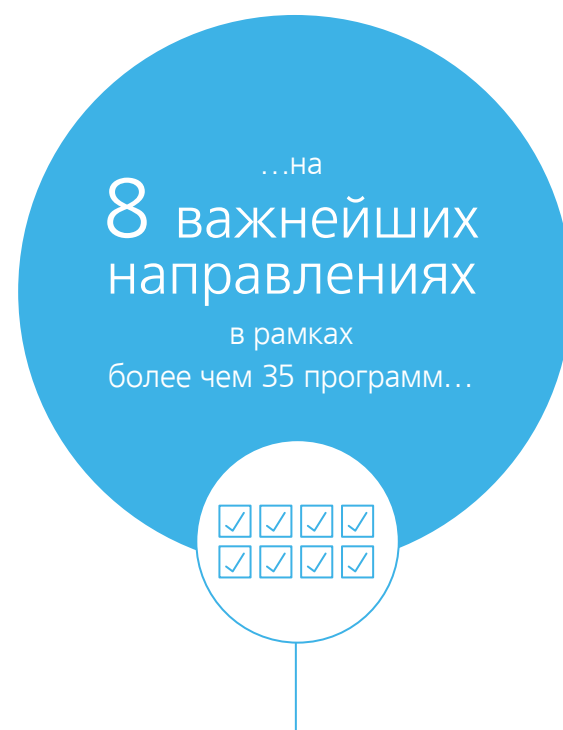 …на
8 важнейших
направлениях
в рамках
более чем 35 программ…